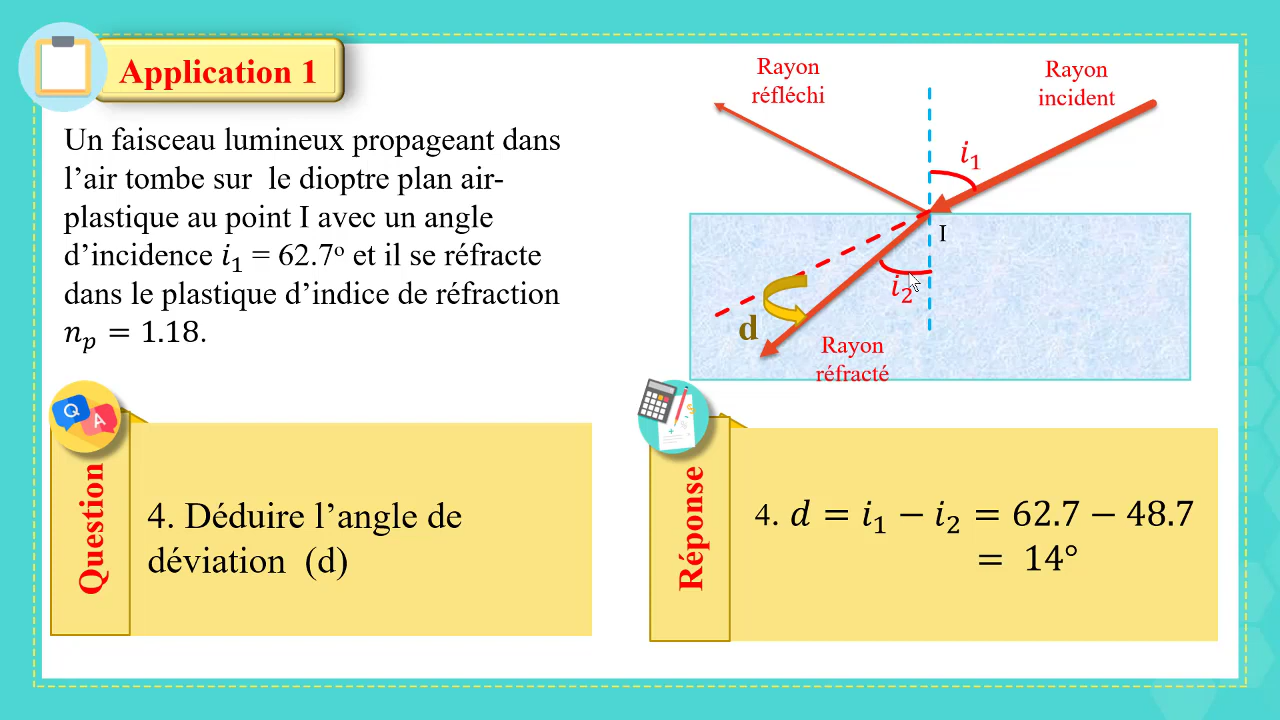 Application 1
Un faisceau lumineux propageant dans
l’air tombe sur le dioptre plan air-
plastique au point I avec un angle
d’incidence i₁ = 62.7º et il se réfracte
dans le plastique d’indice de réfraction
nₚ = 1.18.
Rayon
réfléchi
Rayon
incident
i₁
I
i₂
d
Rayon
réfracté
Q
A
Question
4. Déduire l’angle de
déviation (d)
Réponse
4. d = i₁ − i₂ = 62.7 − 48.7
= 14°